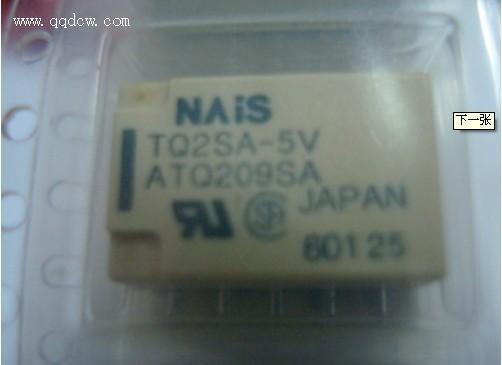 www.qqdcw.com
NAiS
TQ2SA-5V
ATQ209SA
JAPAN
60125
下一张